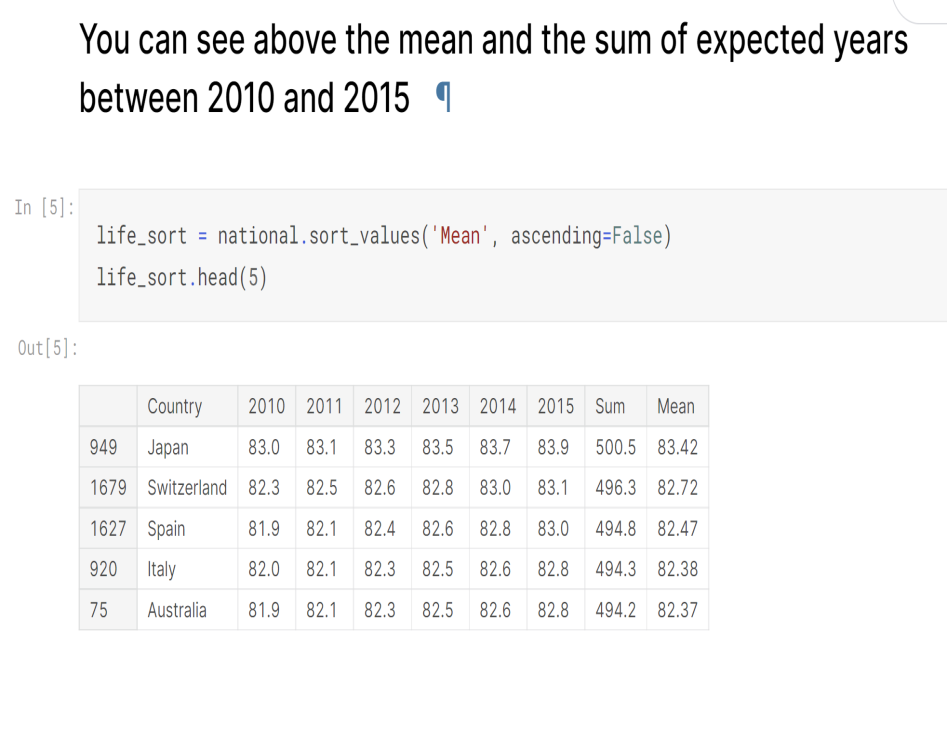 You can see above the mean and the sum of expected years
between 2010 and 2015 ¶
In [5]:
life_sort = national.sort_values('Mean', ascending=False)
life_sort.head(5)
Out[5]:
Country 2010 2011 2012 2013 2014 2015 Sum Mean
949 Japan 83.0 83.1 83.3 83.5 83.7 83.9 500.5 83.42
1679 Switzerland 82.3 82.5 82.6 82.8 83.0 83.1 496.3 82.72
1627 Spain 81.9 82.1 82.4 82.6 82.8 83.0 494.8 82.47
920 Italy 82.0 82.1 82.3 82.5 82.6 82.8 494.3 82.38
75 Australia 81.9 82.1 82.3 82.5 82.6 82.8 494.2 82.37